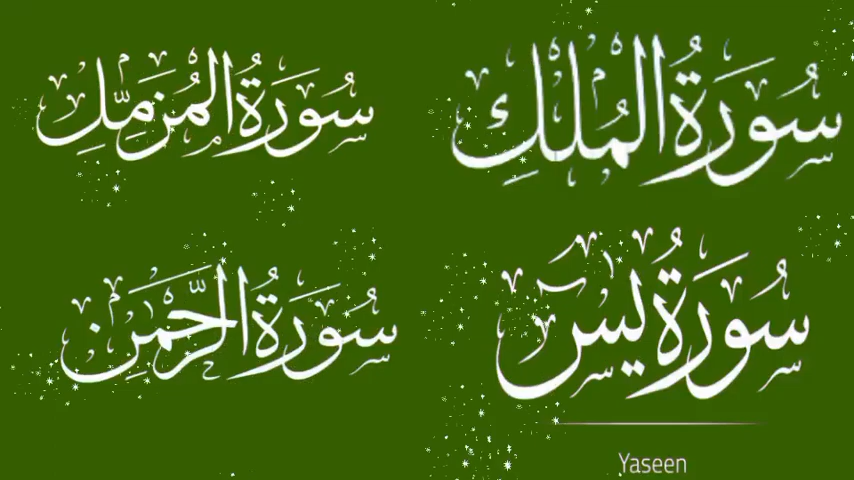 سُورَةُ المُلْكِ
سُورَةُ المُزَّمِّلِ
سُورَةُ يٓسٓ
سُورَةُ الرَّحْمٰنِ
Yaseen